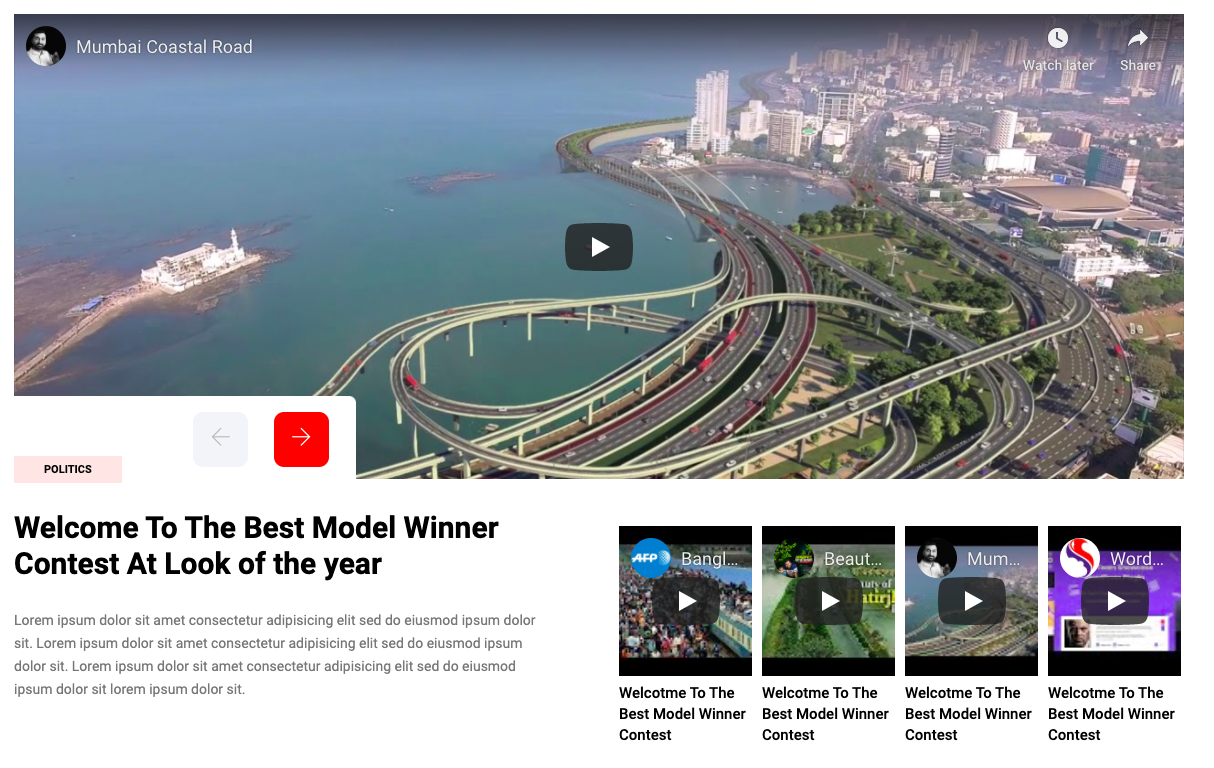 Mumbai Coastal Road
Watch later
Share
POLITICS
Welcome To The Best Model Winner
Contest At Look of the year
Lorem ipsum dolor sit amet consectetur adipisicing elit sed do eiusmod ipsum dolor
sit. Lorem ipsum dolor sit amet consectetur adipisicing elit sed do eiusmod ipsum
dolor sit. Lorem ipsum dolor sit amet consectetur adipisicing elit sed do eiusmod
ipsum dolor sit lorem ipsum dolor sit.
AFP
Bangl...
Welcotme To The
Best Model Winner
Contest
Beaut...
Welcotme To The
Best Model Winner
Contest
Mum...
Welcotme To The
Best Model Winner
Contest
Word...
Welcotme To The
Best Model Winner
Contest